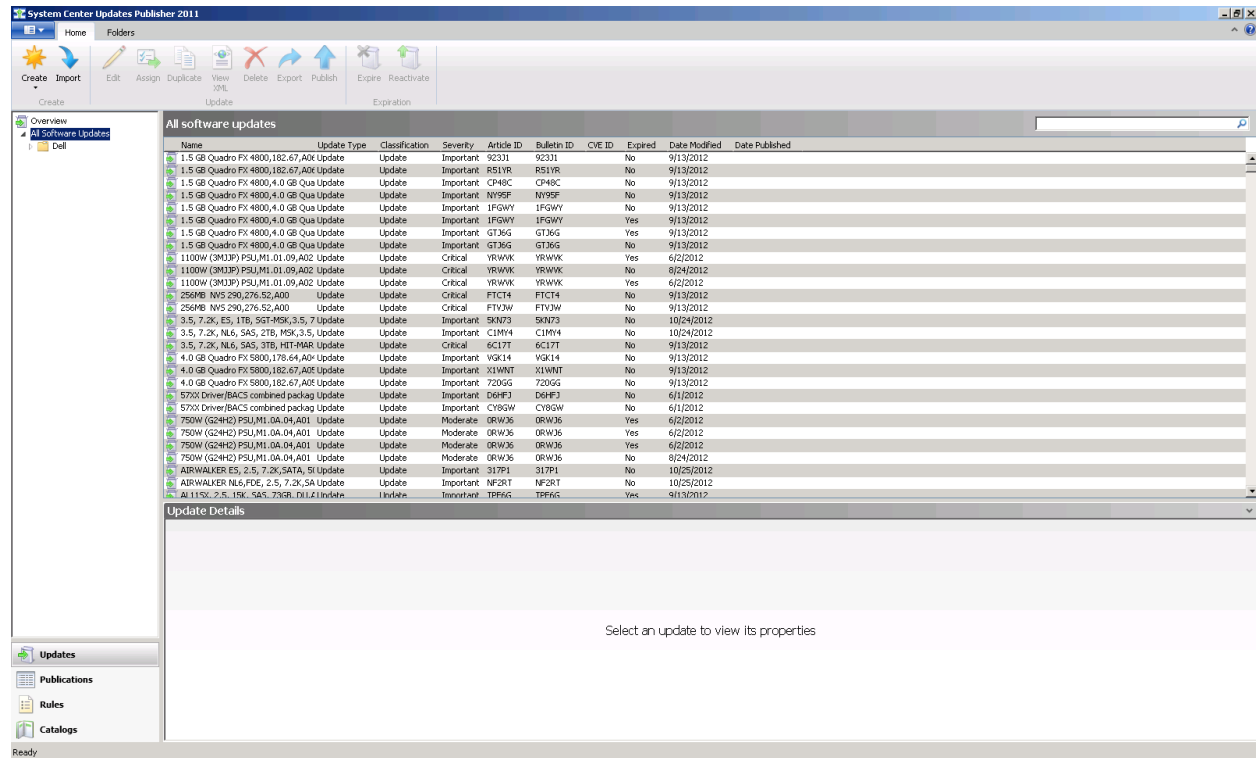 System Center Updates Publisher 2011
Home Folders
Create Import Edit Assign Duplicate View XML Delete Export Publish Expire Reactivate
Create Update Expiration
Overview
All Software Updates
Dell
All software updates
Name Update Type Classification Severity Article ID Bulletin ID CVE ID Expired Date Modified Date Published
1.5 GB Quadro FX 4800,182.67,A06 Update Update Important 923J1 923J1 No 9/13/2012
1.5 GB Quadro FX 4800,182.67,A06 Update Update Important R51YR R51YR No 9/13/2012
1.5 GB Quadro FX 4800,4.0 GB Qua Update Update Important CP48C CP48C No 9/13/2012
1.5 GB Quadro FX 4800,4.0 GB Qua Update Update Important NY95F NY95F No 9/13/2012
1.5 GB Quadro FX 4800,4.0 GB Qua Update Update Important 1FGWY 1FGWY No 9/13/2012
1.5 GB Quadro FX 4800,4.0 GB Qua Update Update Important 1FGWY 1FGWY Yes 9/13/2012
1.5 GB Quadro FX 4800,4.0 GB Qua Update Update Important GTJ6G GTJ6G Yes 9/13/2012
1.5 GB Quadro FX 4800,4.0 GB Qua Update Update Important GTJ6G GTJ6G No 9/13/2012
1100W (3MJJP) PSU,M1.01.09,A02 Update Update Critical YRWVK YRWVK Yes 6/2/2012
1100W (3MJJP) PSU,M1.01.09,A02 Update Update Critical YRWVK YRWVK No 8/24/2012
1100W (3MJJP) PSU,M1.01.09,A02 Update Update Critical YRWVK YRWVK Yes 6/2/2012
256MB NVS 290,276.52,A00 Update Update Critical FTCT4 FTCT4 No 9/13/2012
256MB NVS 290,276.52,A00 Update Update Critical FTVJW FTVJW No 9/13/2012
3.5, 7.2K, ES, 1TB, SGT-MSK,3.5, 7 Update Update Important 5KN73 5KN73 No 10/24/2012
3.5, 7.2K, NL6, SAS, 2TB, MSK,3.5, Update Update Important C1MY4 C1MY4 No 10/24/2012
3.5, 7.2K, NL6, SAS, 3TB, HIT-MAR Update Update Critical 6C17T 6C17T No 9/13/2012
4.0 GB Quadro FX 5800,178.64,A04 Update Update Important VGK14 VGK14 No 9/13/2012
4.0 GB Quadro FX 5800,182.67,A05 Update Update Important X1WNT X1WNT No 9/13/2012
4.0 GB Quadro FX 5800,182.67,A05 Update Update Important 720GG 720GG No 9/13/2012
57XX Driver/BACS combined packag Update Update Important D6HFJ D6HFJ No 6/1/2012
57XX Driver/BACS combined packag Update Update Important CY8GW CY8GW No 6/1/2012
750W (G24H2) PSU,M1.0A.04,A01 Update Update Moderate 0RWJ6 0RWJ6 Yes 6/2/2012
750W (G24H2) PSU,M1.0A.04,A01 Update Update Moderate 0RWJ6 0RWJ6 Yes 6/2/2012
750W (G24H2) PSU,M1.0A.04,A01 Update Update Moderate 0RWJ6 0RWJ6 Yes 6/2/2012
750W (G24H2) PSU,M1.0A.04,A01 Update Update Moderate 0RWJ6 0RWJ6 No 8/24/2012
AIRWALKER ES, 2.5, 7.2K,SATA, 5( Update Update Important 317P1 317P1 No 10/25/2012
AIRWALKER NL6,FDE, 2.5, 7.2K,SA Update Update Important NF2RT NF2RT No 10/25/2012
AL11SX, 2.5, 15K, SAS, 73GB, DU,A Update Update Important TPF6G TPF6G Yes 9/13/2012
Update Details
Select an update to view its properties
Updates
Publications
Rules
Catalogs
Ready